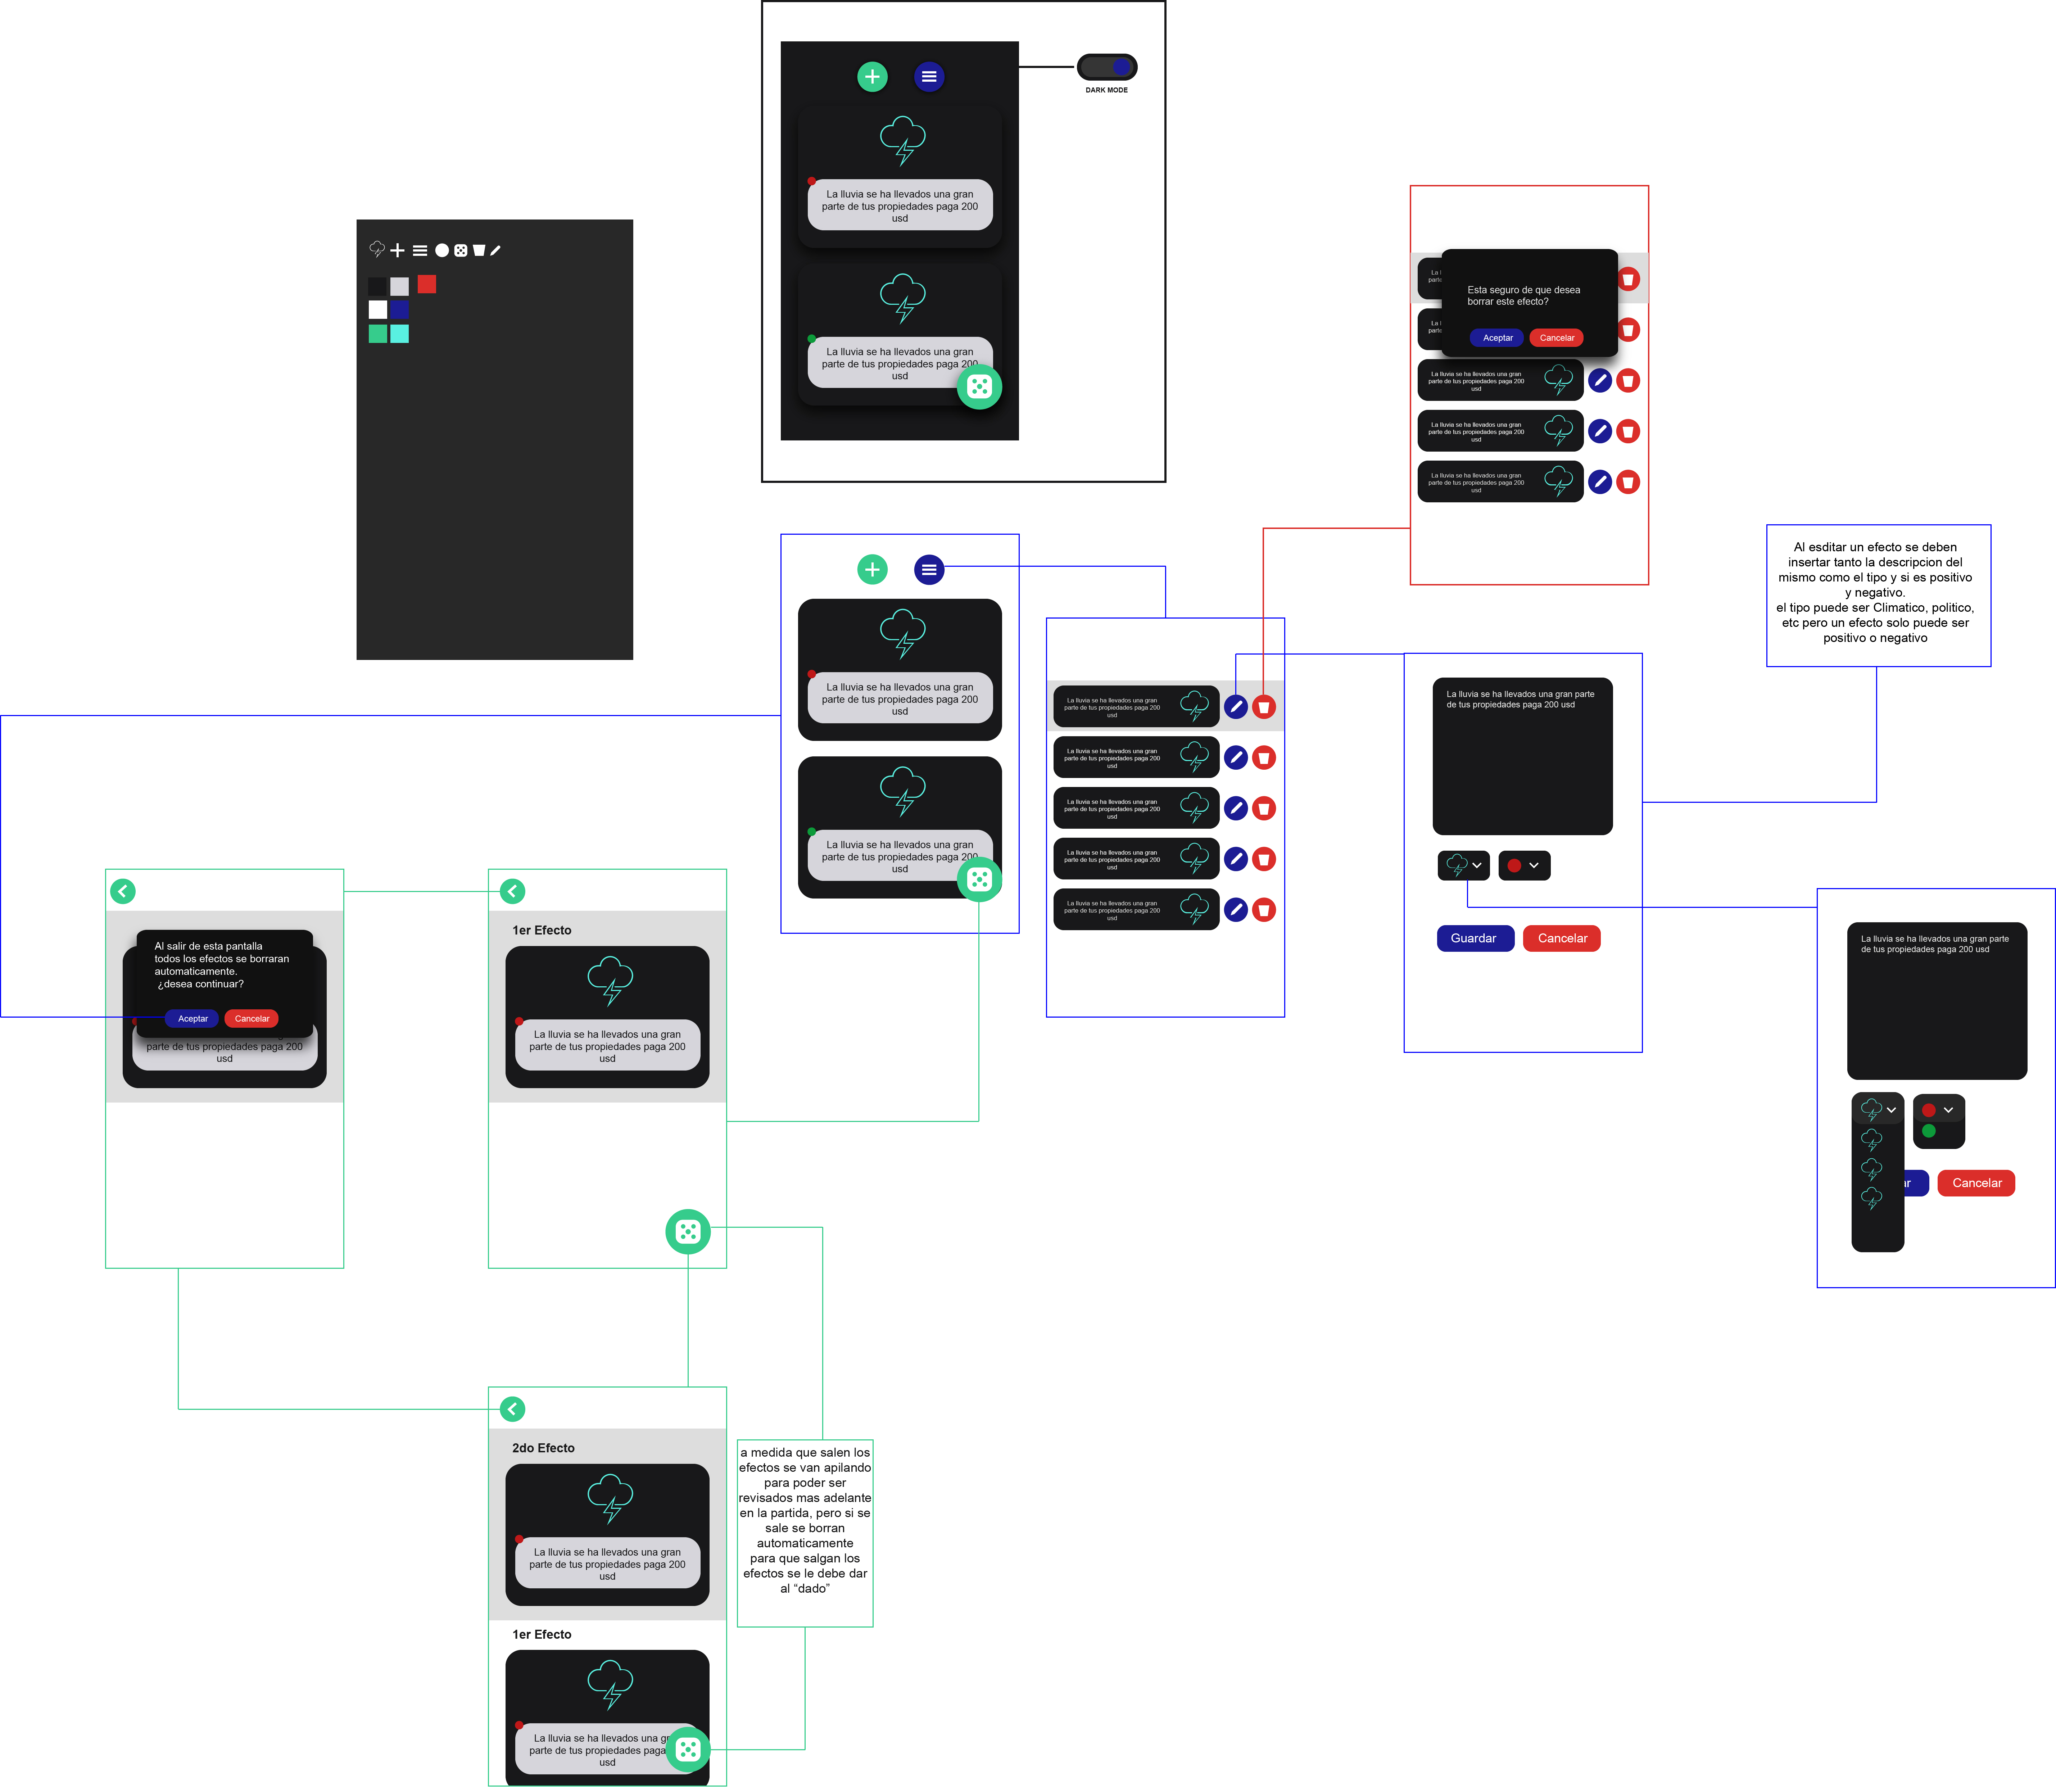 DARK MODE
La lluvia se ha llevados una gran
parte de tus propiedades paga 200
usd
La lluvia se ha llevados una gran
parte de tus propiedades paga 200
usd
La l
parte
Esta seguro de que desea
borrar este efecto?
Aceptar
Cancelar
La l
parte
La lluvia se ha llevados una gran
parte de tus propiedades paga 200
usd
La lluvia se ha llevados una gran
parte de tus propiedades paga 200
usd
La lluvia se ha llevados una gran
parte de tus propiedades paga 200
usd
Al esditar un efecto se deben
insertar tanto la descripcion del
mismo como el tipo y si es positivo
y negativo.
el tipo puede ser Climatico, politico,
etc pero un efecto solo puede ser
positivo o negativo
La lluvia se ha llevados una gran
parte de tus propiedades paga 200
usd
La lluvia se ha llevados una gran
parte de tus propiedades paga 200
usd
La lluvia se ha llevados una gran
parte de tus propiedades paga 200
usd
La lluvia se ha llevados una gran
parte de tus propiedades paga 200
usd
La lluvia se ha llevados una gran
parte de tus propiedades paga 200
usd
La lluvia se ha llevados una gran
parte de tus propiedades paga 200
usd
La lluvia se ha llevados una gran
parte de tus propiedades paga 200
usd
La lluvia se ha llevados una gran parte
de tus propiedades paga 200 usd
Guardar
Cancelar
La lluvia se ha llevados una gran parte
de tus propiedades paga 200 usd
ar
Cancelar
Al salir de esta pantalla
todos los efectos se borraran
automaticamente.
¿desea continuar?
Aceptar
Cancelar
parte de tus propiedades paga 200
usd
1er Efecto
La lluvia se ha llevados una gran
parte de tus propiedades paga 200
usd
2do Efecto
La lluvia se ha llevados una gran
parte de tus propiedades paga 200
usd
1er Efecto
La lluvia se ha llevados una gr
parte de tus propiedades paga
usd
a medida que salen los
efectos se van apilando
para poder ser
revisados mas adelante
en la partida, pero si se
sale se borran
automaticamente
para que salgan los
efectos se le debe dar
al “dado”